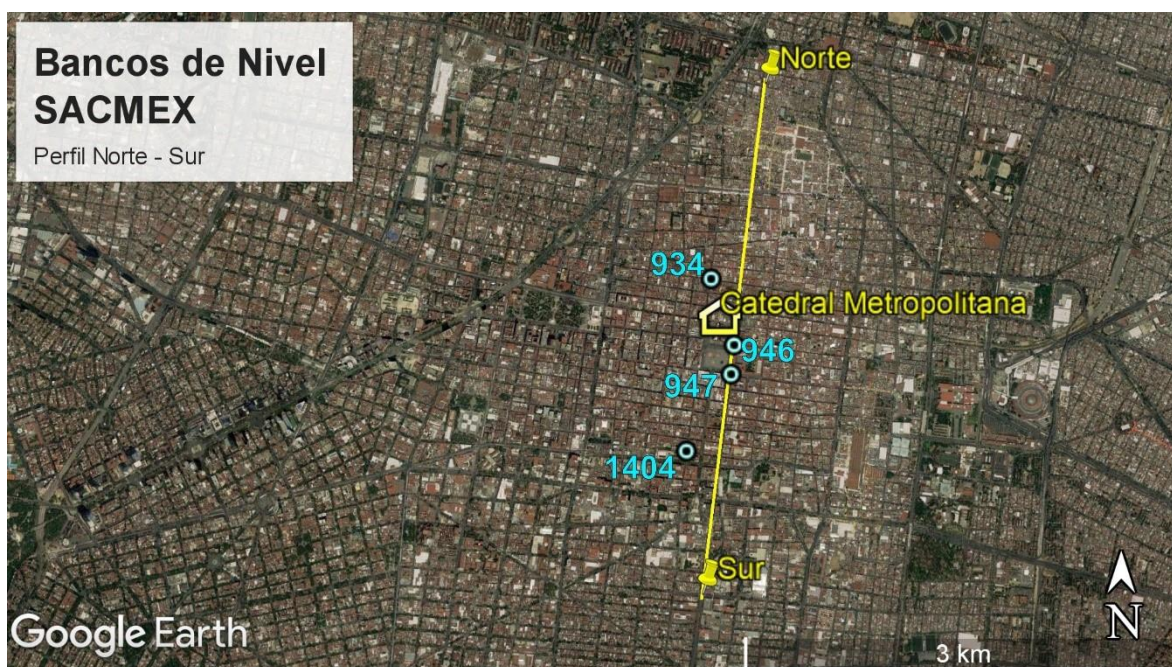 Bancos de Nivel
SACMEX
Perfil Norte - Sur
Norte
934
Catedral Metropolitana
946
947
1404
Sur
N
Google Earth
3 km